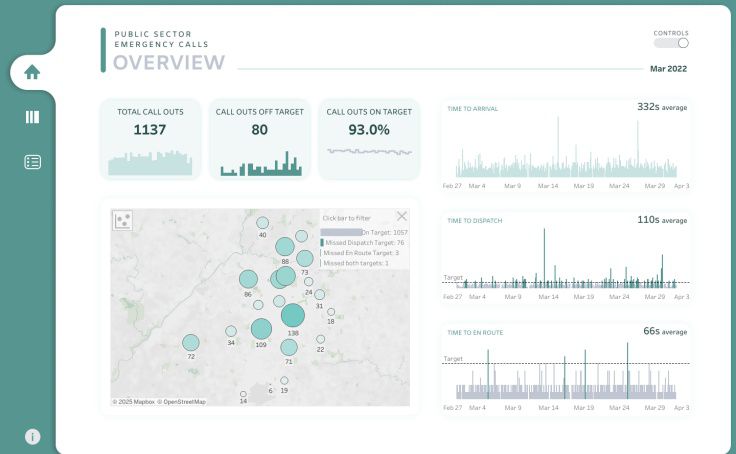 PUBLIC SECTOR
EMERGENCY CALLS
OVERVIEW
CONTROLS
Mar 2022
TOTAL CALL OUTS
1137
CALL OUTS OFF TARGET
80
CALL OUTS ON TARGET
93.0%
TIME TO ARRIVAL
332s average
Feb 27 Mar 4 Mar 9 Mar 14 Mar 19 Mar 24 Mar 29 Apr 3
Click bar to filter
On Target: 1057
Missed Dispatch Target: 76
Missed En Route Target: 3
Missed both targets: 1
40
88
73
86
24
31
18
138
34
109
22
72
71
6
19
14
© 2025 Mapbox © OpenStreetMap
TIME TO DISPATCH
110s average
Target
Feb 27 Mar 4 Mar 9 Mar 14 Mar 19 Mar 24 Mar 29 Apr 3
TIME TO EN ROUTE
66s average
Target
Feb 27 Mar 4 Mar 9 Mar 14 Mar 19 Mar 24 Mar 29 Apr 3
i